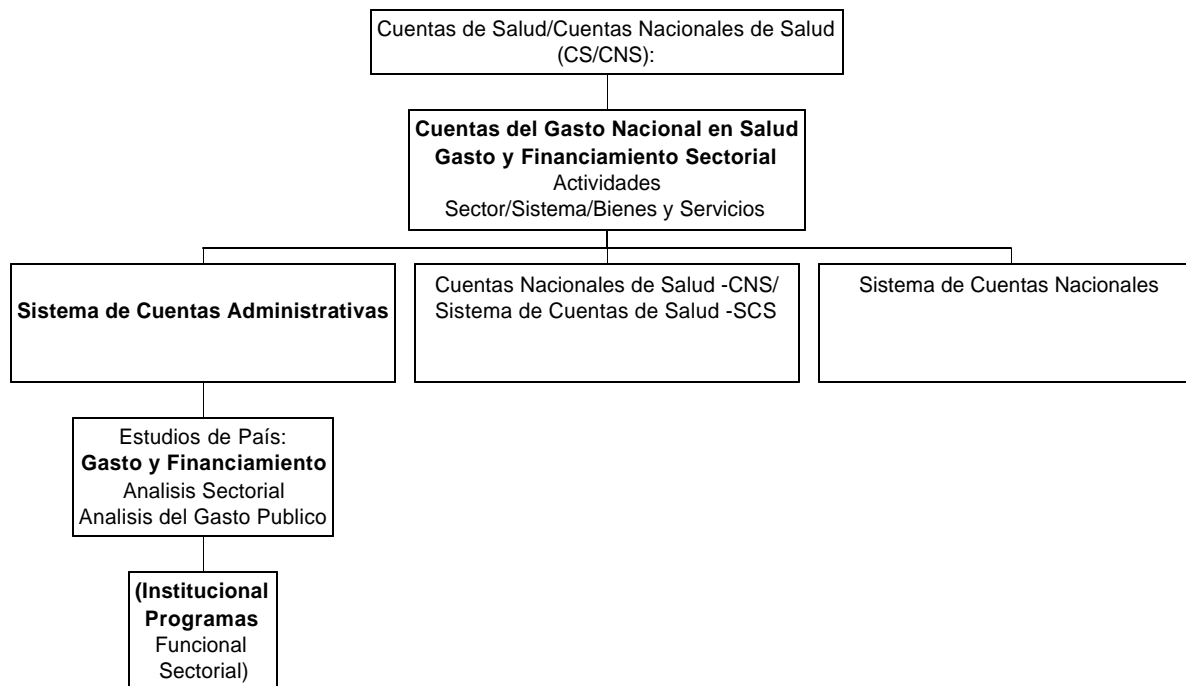 Cuentas de Salud/Cuentas Nacionales de Salud
(CS/CNS):
Cuentas del Gasto Nacional en Salud
Gasto y Financiamiento Sectorial
Actividades
Sector/Sistema/Bienes y Servicios
Sistema de Cuentas Administrativas
Cuentas Nacionales de Salud -CNS/
Sistema de Cuentas de Salud -SCS
Sistema de Cuentas Nacionales
Estudios de País:
Gasto y Financiamiento
Analisis Sectorial
Analisis del Gasto Publico
(Institucional
Programas
Funcional
Sectorial)